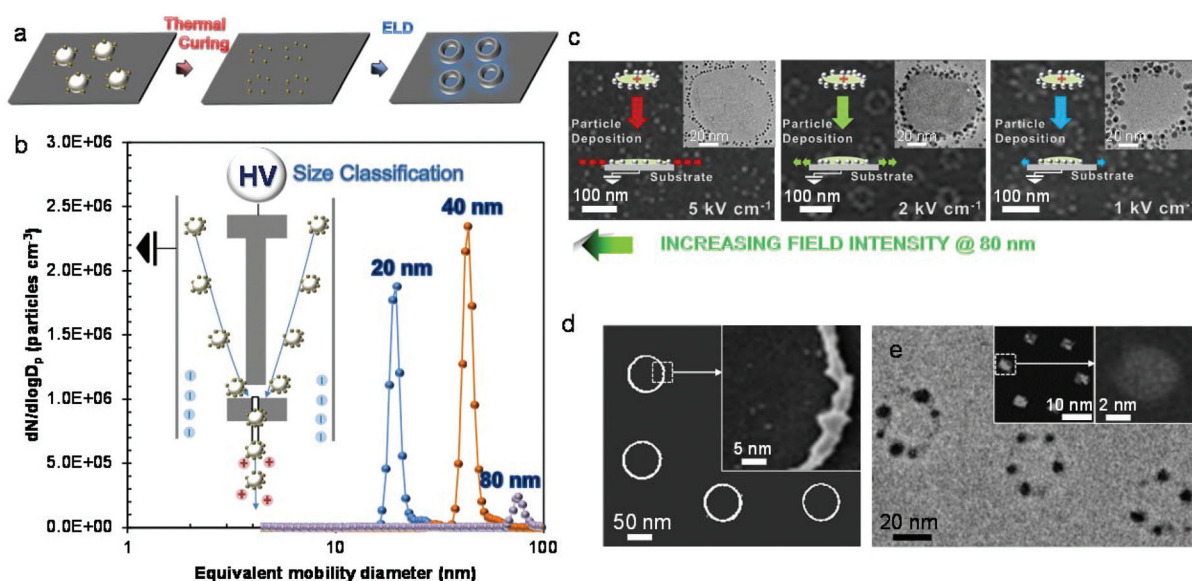 a
Thermal
Curing
ELD
b
3.0E+06
2.5E+06
2.0E+06
1.5E+06
1.0E+06
5.0E+05
0.0E+00
dN/dlogDp (particles cm-3)
HV
Size Classification
20 nm
40 nm
80 nm
1
10
100
Equivalent mobility diameter (nm)
c
Particle
Deposition
20 nm
Substrate
100 nm
5 kV cm-1
Particle
Deposition
20 nm
Substrate
100 nm
2 kV cm-1
Particle
Deposition
20 nm
Substrate
100 nm
1 kV cm-1
INCREASING FIELD INTENSITY @ 80 nm
d
5 nm
50 nm
e
10 nm
2 nm
20 nm